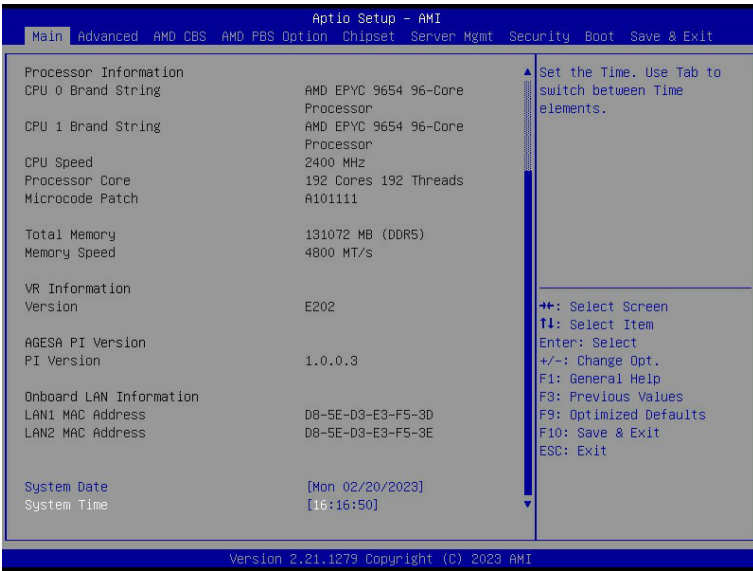 Aptio Setup – AMI
Main Advanced AMD CBS AMD PBS Option Chipset Server Mgmt Security Boot Save & Exit
Processor Information
CPU 0 Brand String AMD EPYC 9654 96-Core
Processor
CPU 1 Brand String AMD EPYC 9654 96-Core
Processor
CPU Speed 2400 MHz
Processor Core 192 Cores 192 Threads
Microcode Patch A101111
Total Memory 131072 MB (DDR5)
Memory Speed 4800 MT/s
VR Information
Version E202
AGESA PI Version
PI Version 1.0.0.3
Onboard LAN Information
LAN1 MAC Address D8-5E-D3-E3-F5-3D
LAN2 MAC Address D8-5E-D3-E3-F5-3E
System Date [Mon 02/20/2023]
System Time [16:16:50]
Set the Time. Use Tab to
switch between Time
elements.
→←: Select Screen
↑↓: Select Item
Enter: Select
+/-: Change Opt.
F1: General Help
F3: Previous Values
F9: Optimized Defaults
F10: Save & Exit
ESC: Exit
Version 2.21.1279 Copyright (C) 2023 AMI